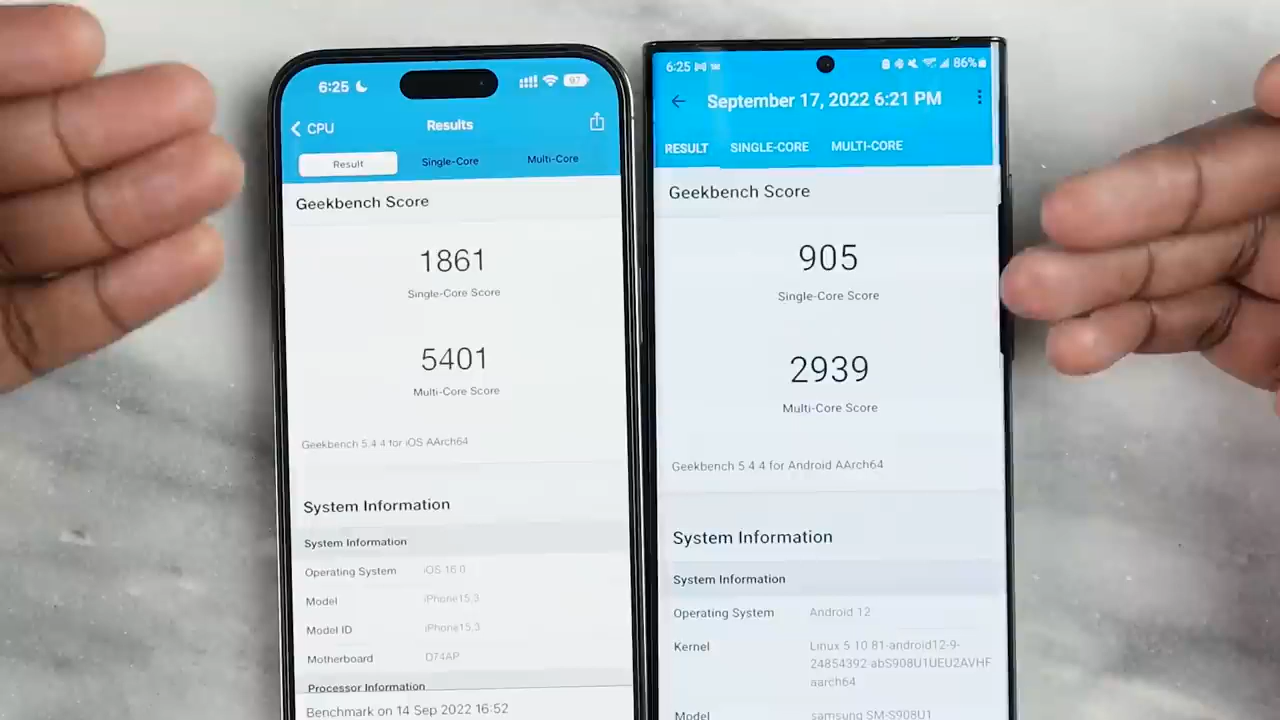 6:25
97
CPU
Results
Result
Single-Core
Multi-Core
Geekbench Score
1861
Single-Core Score
5401
Multi-Core Score
Geekbench 5.4.4 for iOS AArch64
System Information
System Information
Operating System iOS 16.0
Model iPhone15,3
Model ID iPhone15,3
Motherboard D74AP
Processor Information
Benchmark on 14 Sep 2022 16:52
6:25
86%
September 17, 2022 6:21 PM
RESULT SINGLE-CORE MULTI-CORE
Geekbench Score
905
Single-Core Score
2939
Multi-Core Score
Geekbench 5.4.4 for Android AArch64
System Information
System Information
Operating System Android 12
Kernel Linux 5.10.81-android12-9-
24854392-abS908U1UEU2AVHF
aarch64
Model samsung SM-S908U1